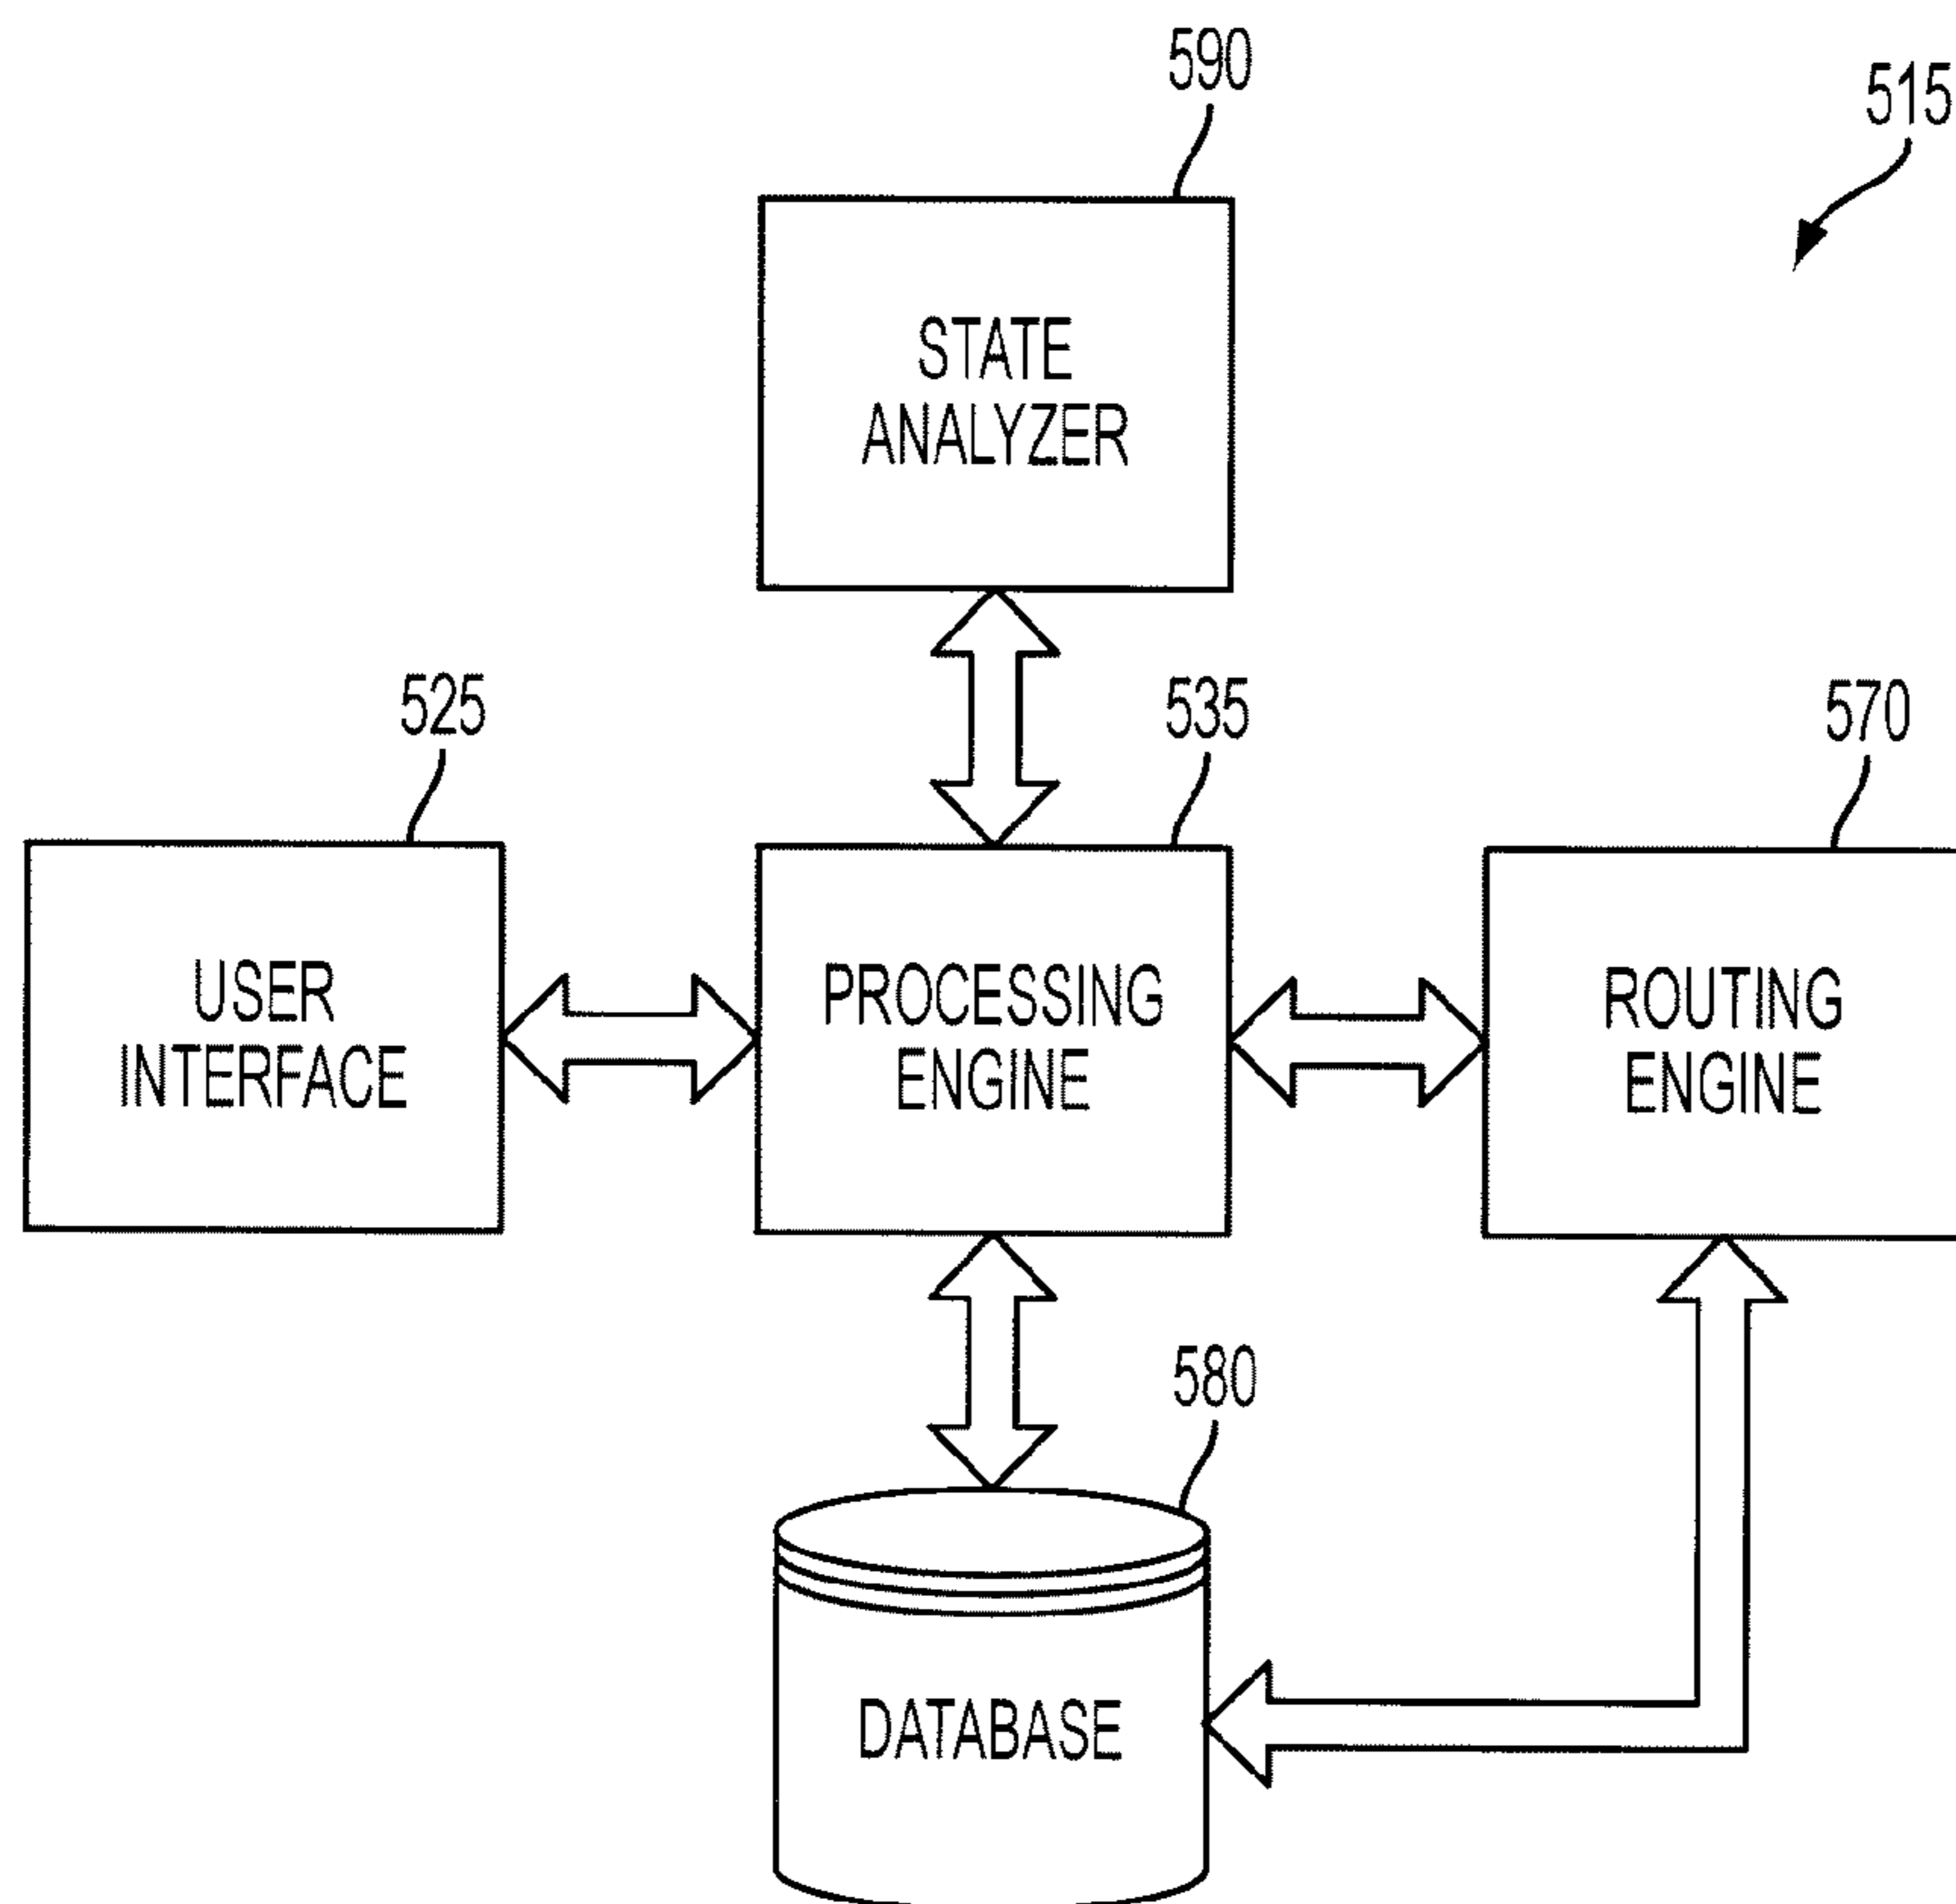 590
515
STATE
ANALYZER
525
535
570
USER
INTERFACE
PROCESSING
ENGINE
ROUTING
ENGINE
580
DATABASE